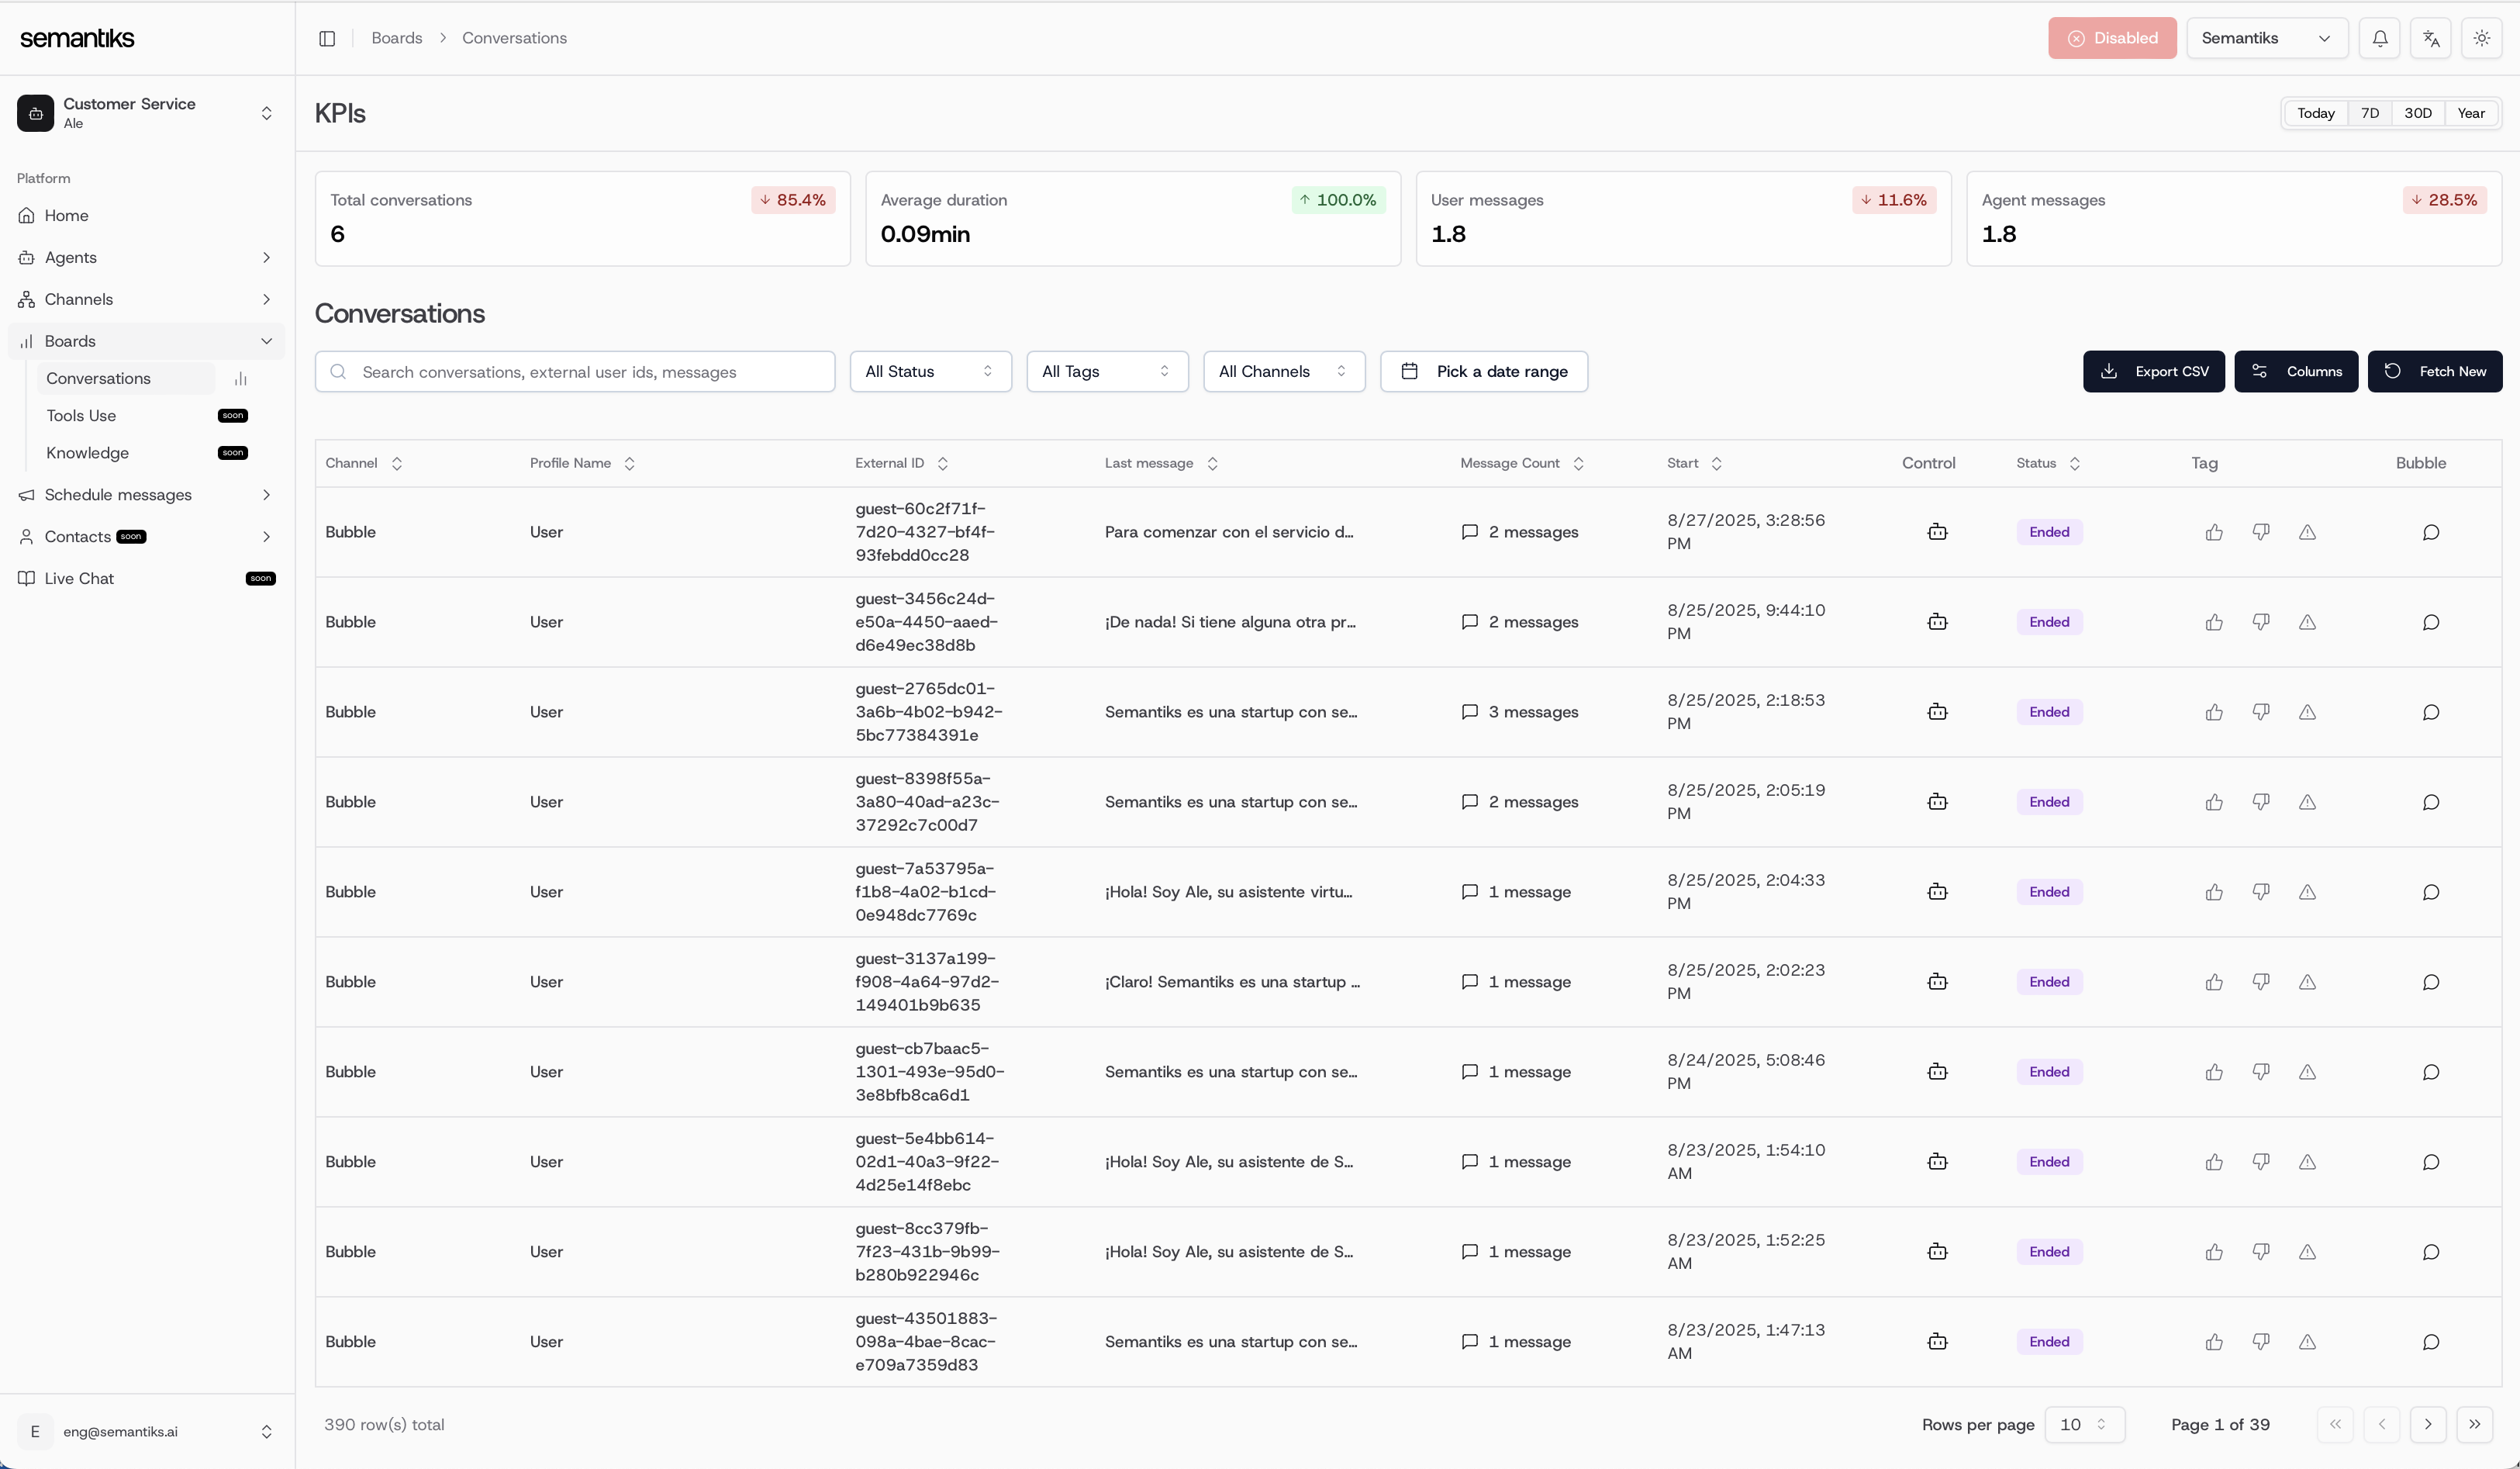 semantiks
Boards > Conversations
Disabled
Semantiks
Customer Service
Ale
Platform
Home
Agents
Channels
Boards
Conversations
Tools Use soon
Knowledge soon
Schedule messages
Contacts soon
Live Chat soon
E eng@semantiks.ai
KPIs
Today 7D 30D Year
Total conversations ↓ 85.4%
6
Average duration ↑ 100.0%
0.09min
User messages ↓ 11.6%
1.8
Agent messages ↓ 28.5%
1.8
Conversations
Search conversations, external user ids, messages All Status All Tags All Channels Pick a date range Export CSV Columns Fetch New
Channel Profile Name External ID Last message Message Count Start Control Status Tag Bubble
guest-60c2f71f-
7d20-4327-bf4f-
93febdd0cc28
Bubble User Para comenzar con el servicio d... 2 messages
8/27/2025, 3:28:56
PM
Ended
guest-3456c24d-
e50a-4450-aaed-
d6e49ec38d8b
Bubble User ¡De nada! Si tiene alguna otra pr... 2 messages
8/25/2025, 9:44:10
PM
Ended
guest-2765dc01-
3a6b-4b02-b942-
5bc77384391e
Bubble User Semantiks es una startup con se... 3 messages
8/25/2025, 2:18:53
PM
Ended
guest-8398f55a-
3a80-40ad-a23c-
37292c7c00d7
Bubble User Semantiks es una startup con se... 2 messages
8/25/2025, 2:05:19
PM
Ended
guest-7a53795a-
f1b8-4a02-b1cd-
0e948dc7769c
Bubble User ¡Hola! Soy Ale, su asistente virtu... 1 message
8/25/2025, 2:04:33
PM
Ended
guest-3137a199-
f908-4a64-97d2-
149401b9b635
Bubble User ¡Claro! Semantiks es una startup ... 1 message
8/25/2025, 2:02:23
PM
Ended
guest-cb7baac5-
1301-493e-95d0-
3e8bfb8ca6d1
Bubble User Semantiks es una startup con se... 1 message
8/24/2025, 5:08:46
PM
Ended
guest-5e4bb614-
02d1-40a3-9f22-
4d25e14f8ebc
Bubble User ¡Hola! Soy Ale, su asistente de S... 1 message
8/23/2025, 1:54:10
AM
Ended
guest-8cc379fb-
7f23-431b-9b99-
b280b922946c
Bubble User ¡Hola! Soy Ale, su asistente de S... 1 message
8/23/2025, 1:52:25
AM
Ended
guest-43501883-
098a-4bae-8cac-
e709a7359d83
Bubble User Semantiks es una startup con se... 1 message
8/23/2025, 1:47:13
AM
Ended
390 row(s) total Rows per page 10 Page 1 of 39